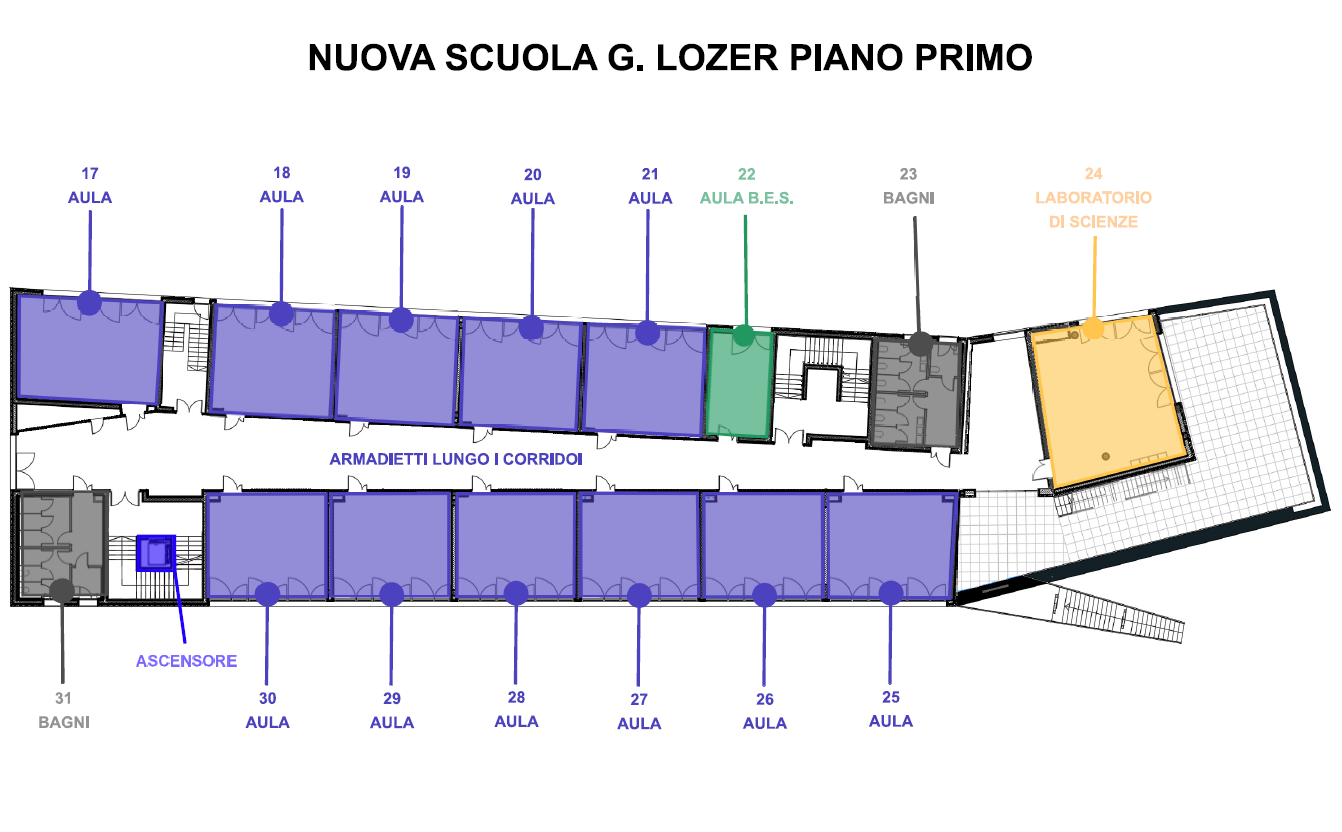 NUOVA SCUOLA G. LOZER PIANO PRIMO
17
AULA
18
AULA
19
AULA
20
AULA
21
AULA
22
AULA B.E.S.
23
BAGNI
24
LABORATORIO
DI SCIENZE
ARMADIETTI LUNGO I CORRIDOI
ASCENSORE
31
BAGNI
30
AULA
29
AULA
28
AULA
27
AULA
26
AULA
25
AULA